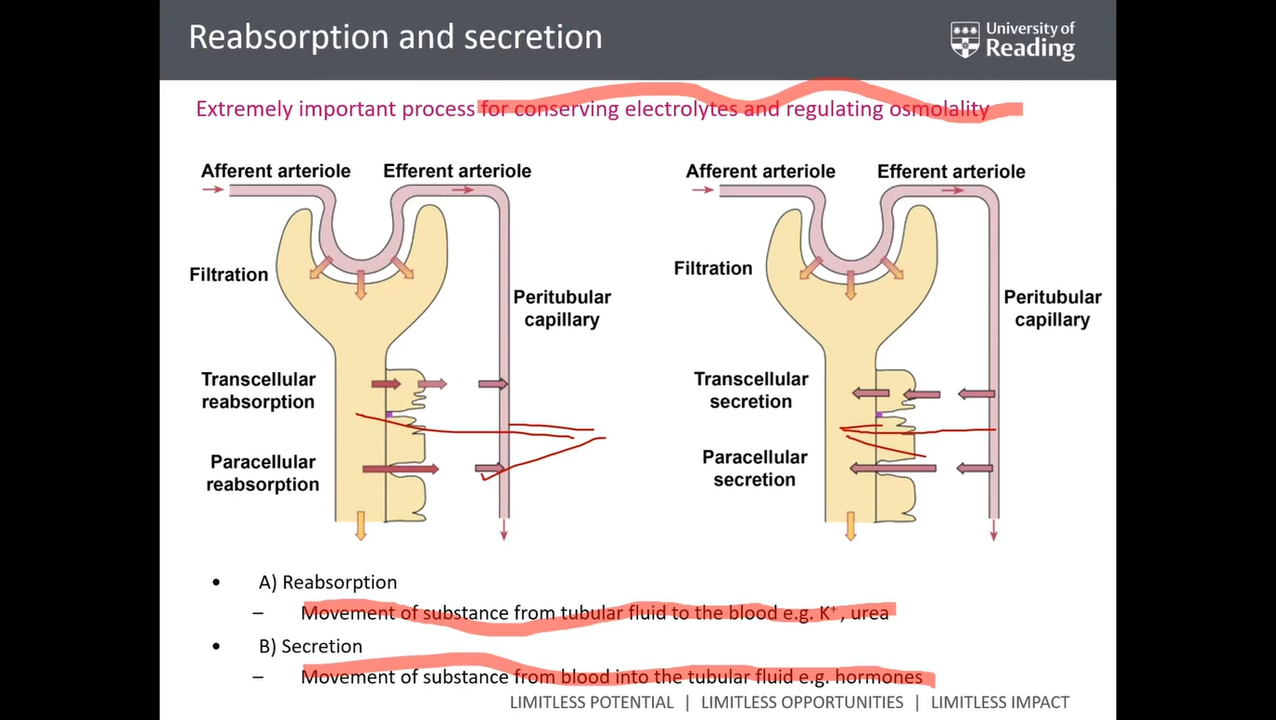 Reabsorption and secretion
University of
Reading
Extremely important process for conserving electrolytes and regulating osmolality
Afferent arteriole
Efferent arteriole
Filtration
Peritubular
capillary
Transcellular
reabsorption
Paracellular
reabsorption
Afferent arteriole
Efferent arteriole
Filtration
Peritubular
capillary
Transcellular
secretion
Paracellular
secretion
• A) Reabsorption
– Movement of substance from tubular fluid to the blood e.g. K⁺, urea
• B) Secretion
– Movement of substance from blood into the tubular fluid e.g. hormones
LIMITLESS POTENTIAL | LIMITLESS OPPORTUNITIES | LIMITLESS IMPACT